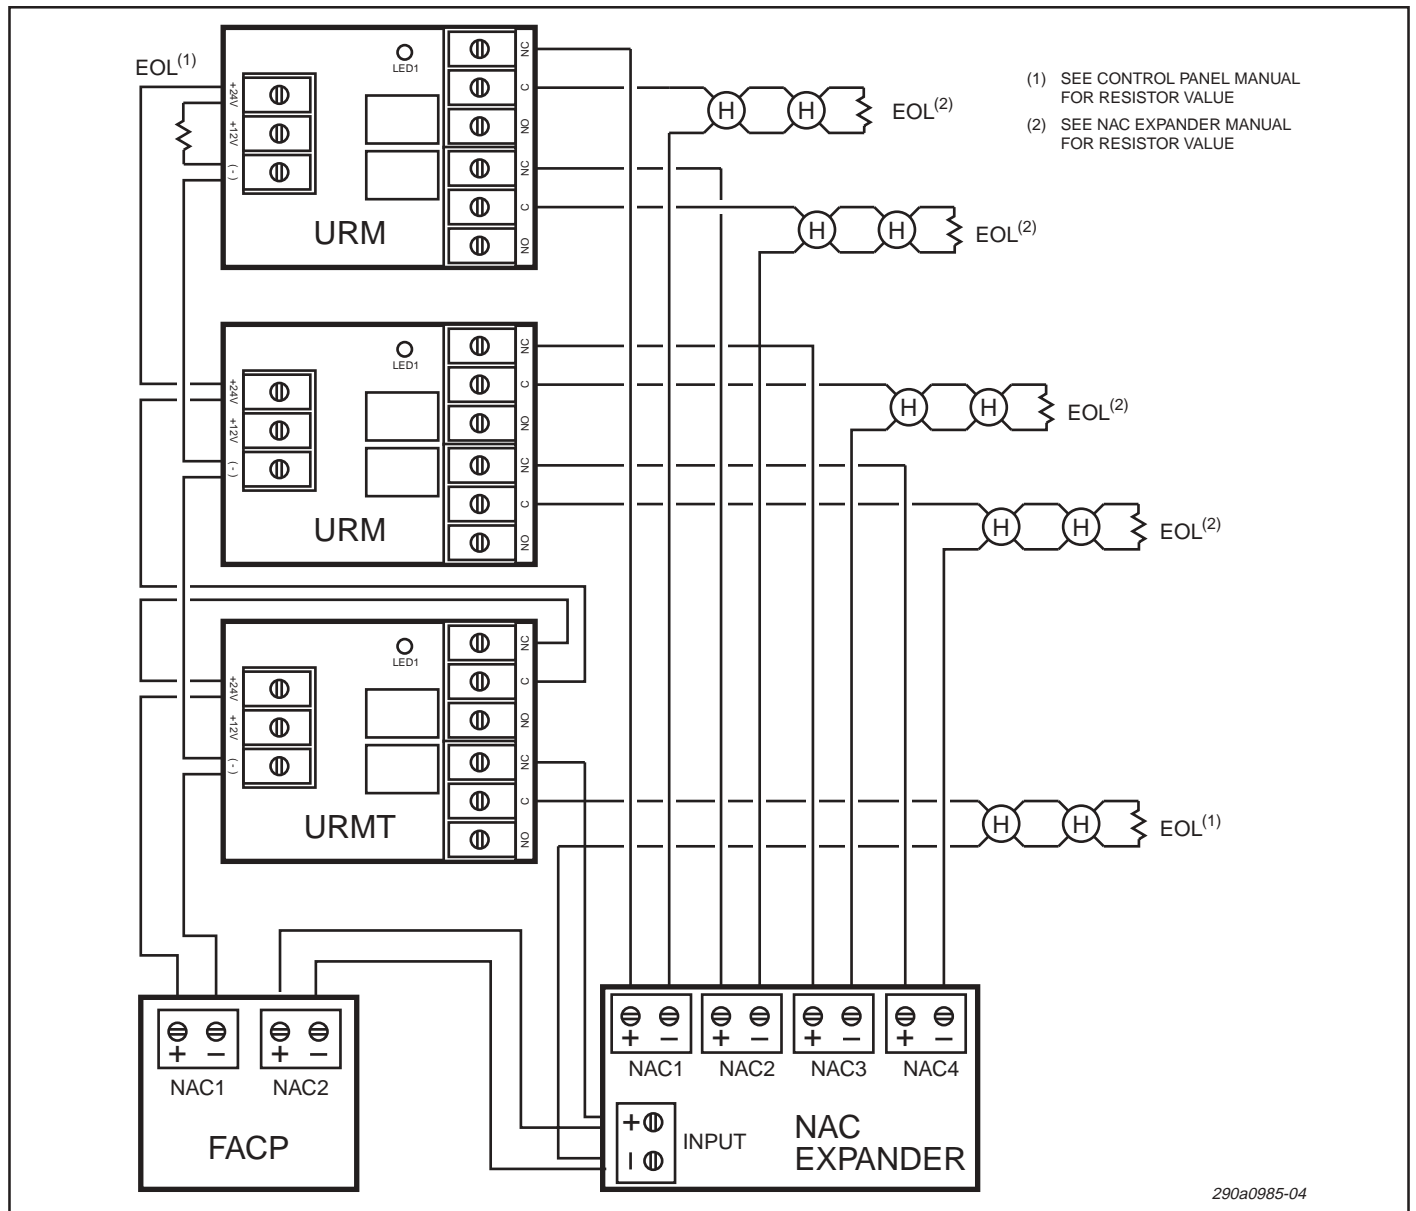 EOL(1)
+24V
+12V
(-)
LED1
NC
C
NO
NC
C
NO
URM
H
H
EOL(2)
H
H
EOL(2)
(1) SEE CONTROL PANEL MANUAL
FOR RESISTOR VALUE
(2) SEE NAC EXPANDER MANUAL
FOR RESISTOR VALUE
+24V
+12V
(-)
LED1
NC
C
NO
NC
C
NO
URM
H
H
EOL(2)
H
H
EOL(2)
+24V
+12V
(-)
LED1
NC
C
NO
NC
C
NO
URMT
H
H
EOL(1)
+ −
+ −
NAC1
NAC2
FACP
+ −
+ −
+ −
+ −
NAC1
NAC2
NAC3
NAC4
+
−
INPUT
NAC
EXPANDER
290a0985-04